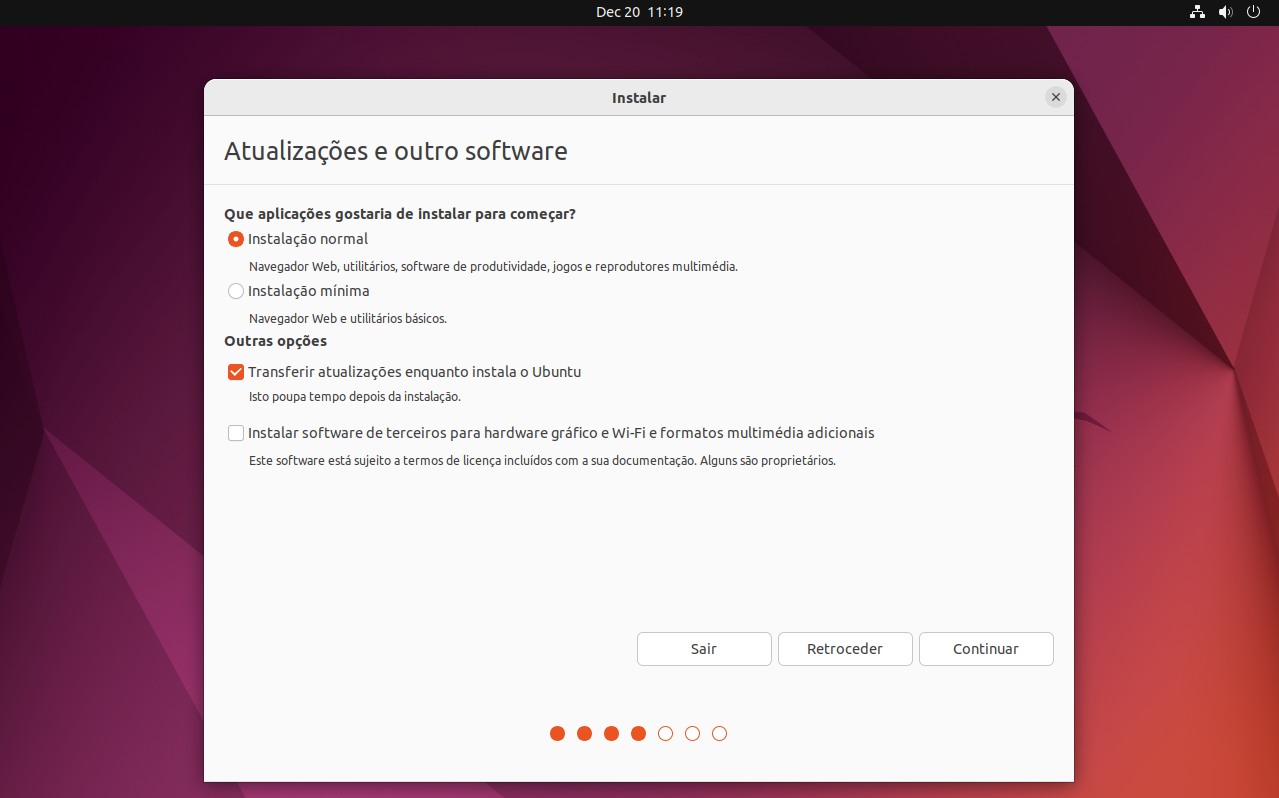 Dec 20 11:19
Instalar
Atualizações e outro software
Que aplicações gostaria de instalar para começar?
Instalação normal
Navegador Web, utilitários, software de produtividade, jogos e reprodutores multimédia.
Instalação mínima
Navegador Web e utilitários básicos.
Outras opções
Transferir atualizações enquanto instala o Ubuntu
Isto poupa tempo depois da instalação.
Instalar software de terceiros para hardware gráfico e Wi-Fi e formatos multimédia adicionais
Este software está sujeito a termos de licença incluídos com a sua documentação. Alguns são proprietários.
Sair Retroceder Continuar